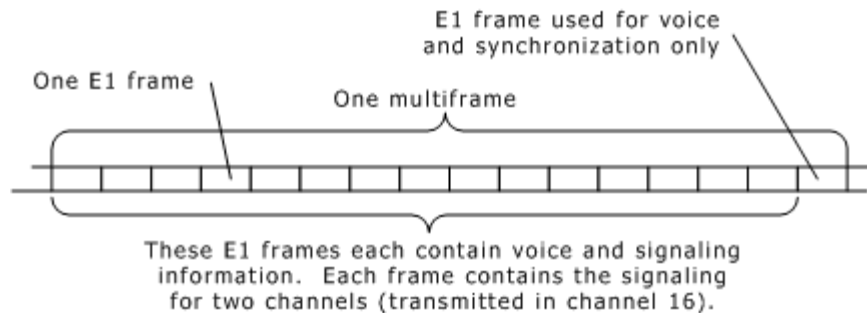 E1 frame used for voice
and synchronization only
One E1 frame
One multiframe
These E1 frames each contain voice and signaling
information.  Each frame contains the signaling
for two channels (transmitted in channel 16).